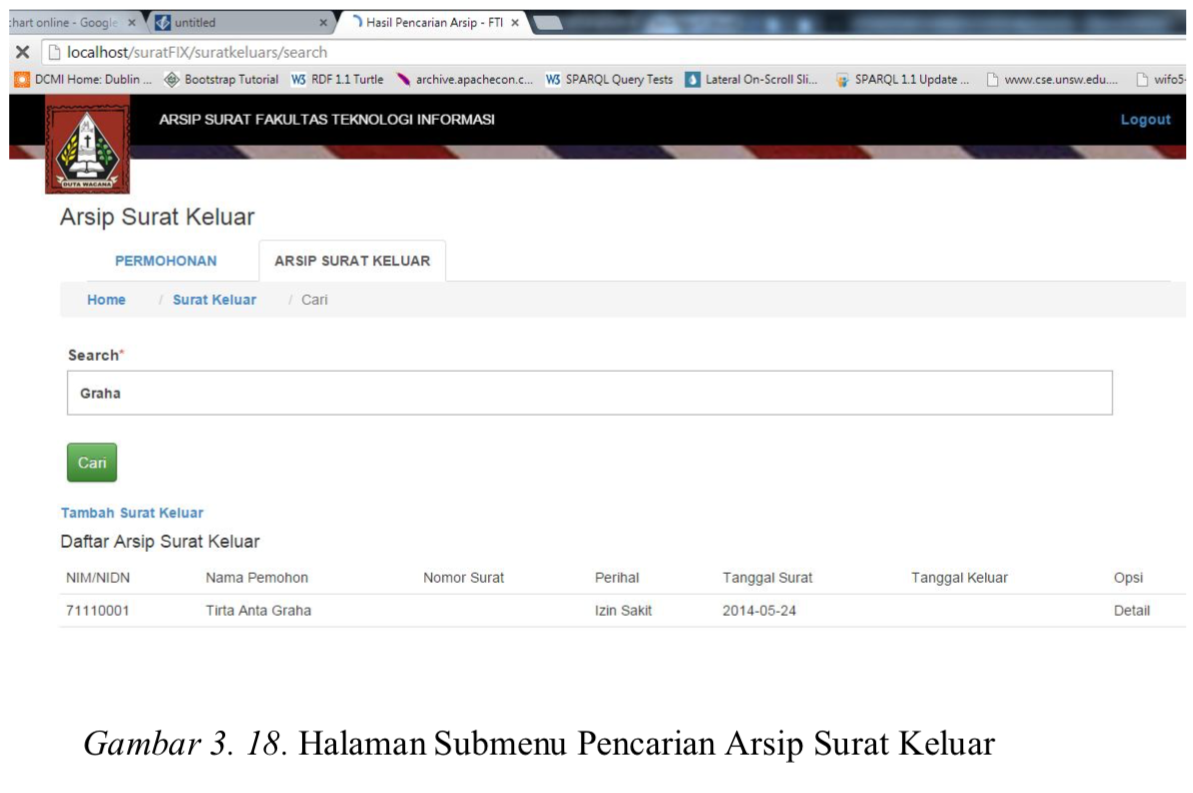 chart online - Google × untitled × Hasil Pencarian Arsip - FTI ×
localhost/suratFIX/suratkeluars/search
DCMI Home: Dublin ... Bootstrap Tutorial W3 RDF 1.1 Turtle archive.apachecon.c... W3 SPARQL Query Tests Lateral On-Scroll Sli... SPARQL 1.1 Update ... www.cse.unsw.edu.... wifo5-
ARSIP SURAT FAKULTAS TEKNOLOGI INFORMASI Logout
DUTA WACANA
Arsip Surat Keluar
PERMOHONAN ARSIP SURAT KELUAR
Home / Surat Keluar / Cari
Search*
Graha
Cari
Tambah Surat Keluar
Daftar Arsip Surat Keluar
NIM/NIDN Nama Pemohon Nomor Surat Perihal Tanggal Surat Tanggal Keluar Opsi
71110001 Tirta Anta Graha Izin Sakit 2014-05-24 Detail
Gambar 3. 18. Halaman Submenu Pencarian Arsip Surat Keluar